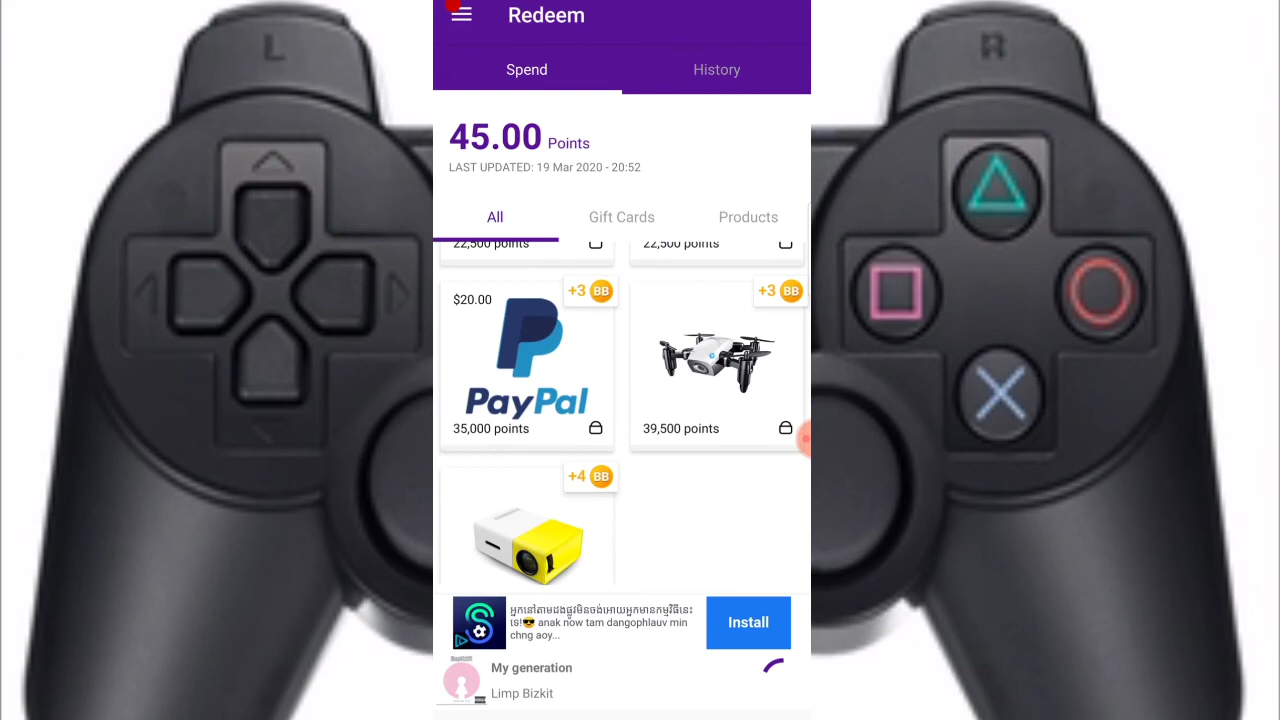 L
R
Redeem
Spend
History
45.00 Points
LAST UPDATED: 19 Mar 2020 - 20:52
All
Gift Cards
Products
22,500 points
22,500 points
+3 BB
+3 BB
$20.00
PayPal
35,000 points
39,500 points
+4 BB
អ្នកនៅតាមដងផ្លូវមិនចង់អោយអ្នកមានកម្មវិធីនេះ
ទេ!😎 anak now tam dangophlauv min
chng aoy...
Install
My generation
Limp Bizkit